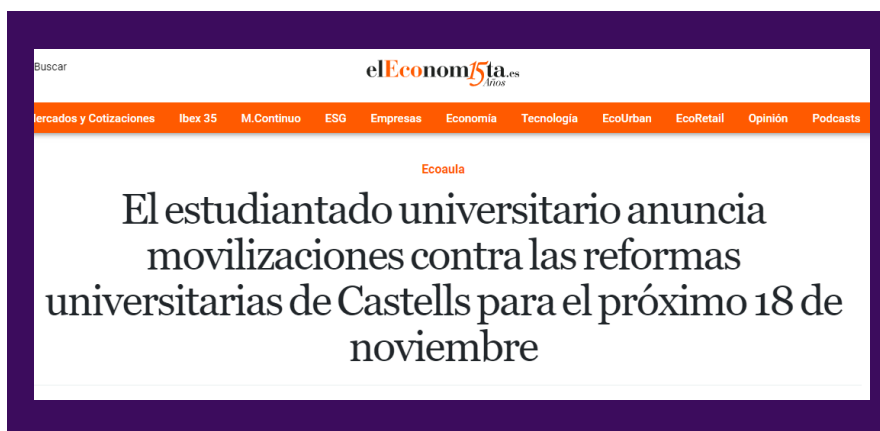 Buscar
elEconom15ta.es
Años
Mercados y Cotizaciones Ibex 35 M.Continuo ESG Empresas Economía Tecnología EcoUrban EcoRetail Opinión Podcasts
Ecoaula
El estudiantado universitario anuncia
movilizaciones contra las reformas
universitarias de Castells para el próximo 18 de
noviembre